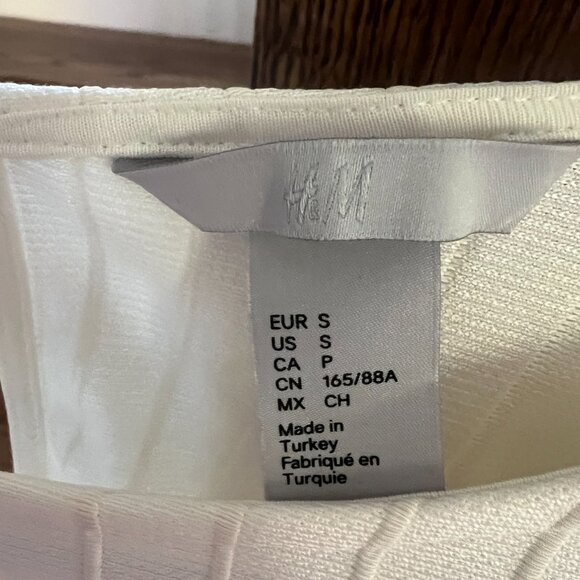 H&M
EUR S
US S
CA P
CN 165/88A
MX CH
Made in
Turkey
Fabriqué en
Turquie